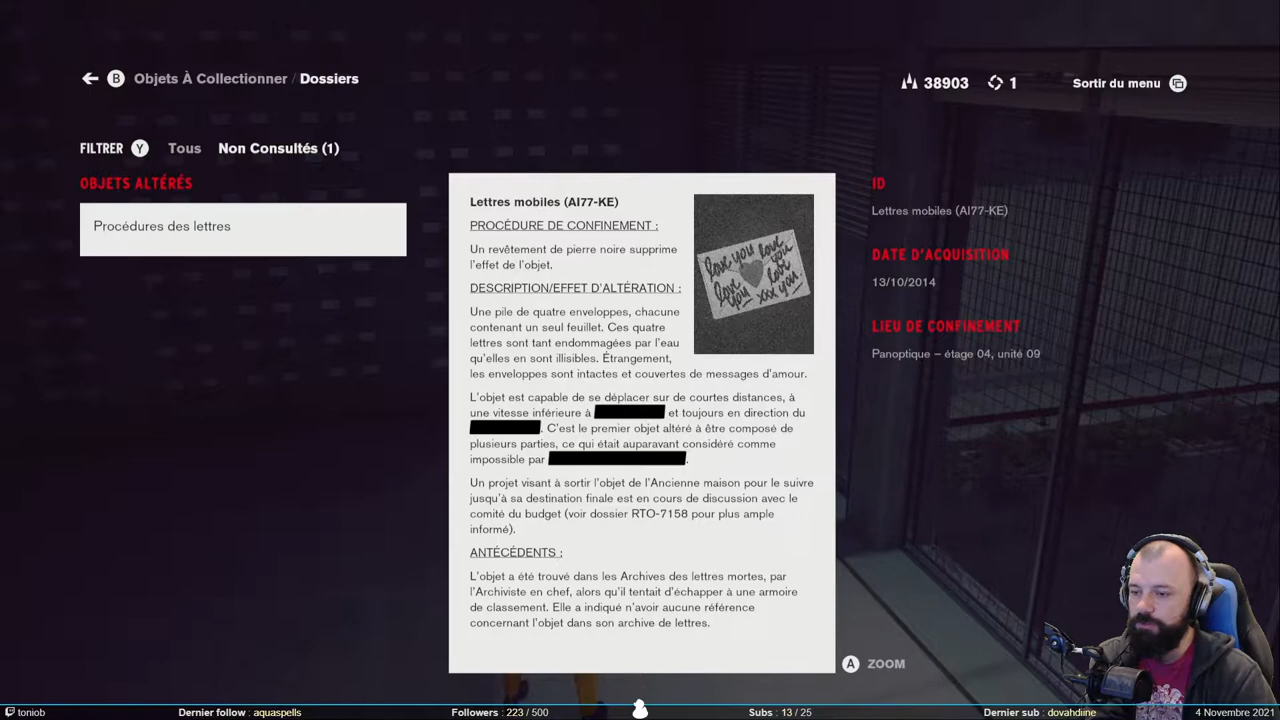 B Objets À Collectionner / Dossiers
38903 1 Sortir du menu
FILTRER Y Tous Non Consultés (1)
OBJETS ALTÉRÉS
Procédures des lettres
Lettres mobiles (AI77-KE)
PROCÉDURE DE CONFINEMENT :
Un revêtement de pierre noire supprime
l'effet de l'objet.
DESCRIPTION/EFFET D'ALTÉRATION :
Une pile de quatre enveloppes, chacune
contenant un seul feuillet. Ces quatre
lettres sont tant endommagées par l'eau
qu'elles en sont illisibles. Étrangement,
les enveloppes sont intactes et couvertes de messages d'amour.
L'objet est capable de se déplacer sur de courtes distances, à
une vitesse inférieure à et toujours en direction du
. C'est le premier objet altéré à être composé de
plusieurs parties, ce qui était auparavant considéré comme
impossible par .
Un projet visant à sortir l'objet de l'Ancienne maison pour le suivre
jusqu'à sa destination finale est en cours de discussion avec le
comité du budget (voir dossier RTO-7158 pour plus ample
informé).
ANTÉCÉDENTS :
L'objet a été trouvé dans les Archives des lettres mortes, par
l'Archiviste en chef, alors qu'il tentait d'échapper à une armoire
de classement. Elle a indiqué n'avoir aucune référence
concernant l'objet dans son archive de lettres.
love you love
you
love love
you xxx you
ID
Lettres mobiles (AI77-KE)
DATE D'ACQUISITION
13/10/2014
LIEU DE CONFINEMENT
Panoptique – étage 04, unité 09
A ZOOM
toniob Dernier follow : aquaspells Followers : 223 / 500 Subs : 13 / 25 Dernier sub : dovahdiine 4 Novembre 2021